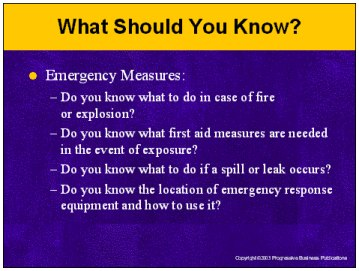 What Should You Know?
Emergency Measures:
– Do you know what to do in case of fire
or explosion?
– Do you know what first aid measures are needed
in the event of exposure?
– Do you know what to do if a spill or leak occurs?
– Do you know the location of emergency response
equipment and how to use it?
Copyright ©2003 Progressive Business Publications